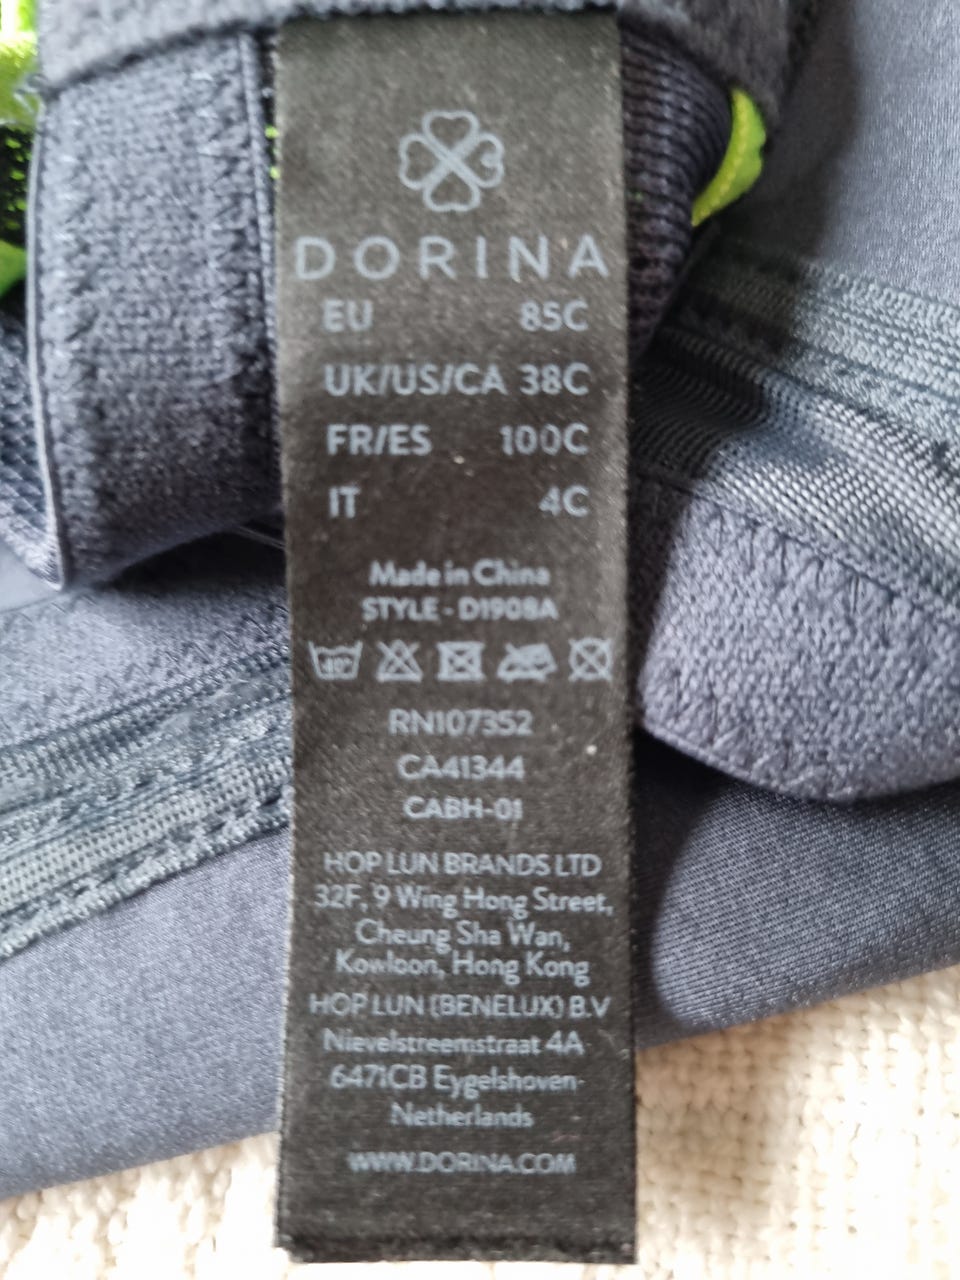 DORINA
EU 85C
UK/US/CA 38C
FR/ES 100C
IT 4C
Made in China
STYLE - D1908A
40°
RN107352
CA41344
CABH-01
HOP LUN BRANDS LTD
32F, 9 Wing Hong Street,
Cheung Sha Wan,
Kowloon, Hong Kong
HOP LUN (BENELUX) B.V
Nievelstreemstraat 4A
6471CB Eygelshoven-
Netherlands
WWW.DORINA.COM